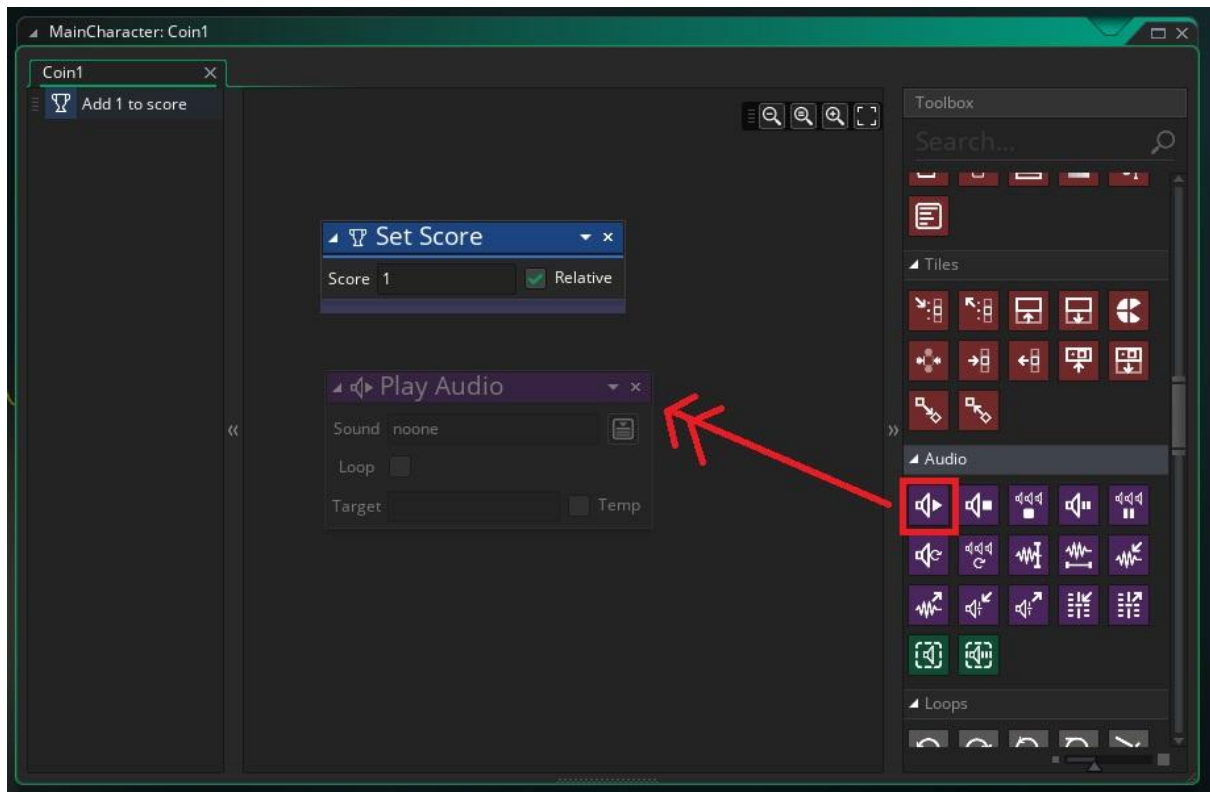 MainCharacter: Coin1
Coin1
Add 1 to score
Toolbox
Search...
Set Score
Score 1 Relative
Tiles
Play Audio
Sound noone
Loop
Target Temp
Audio
Loops